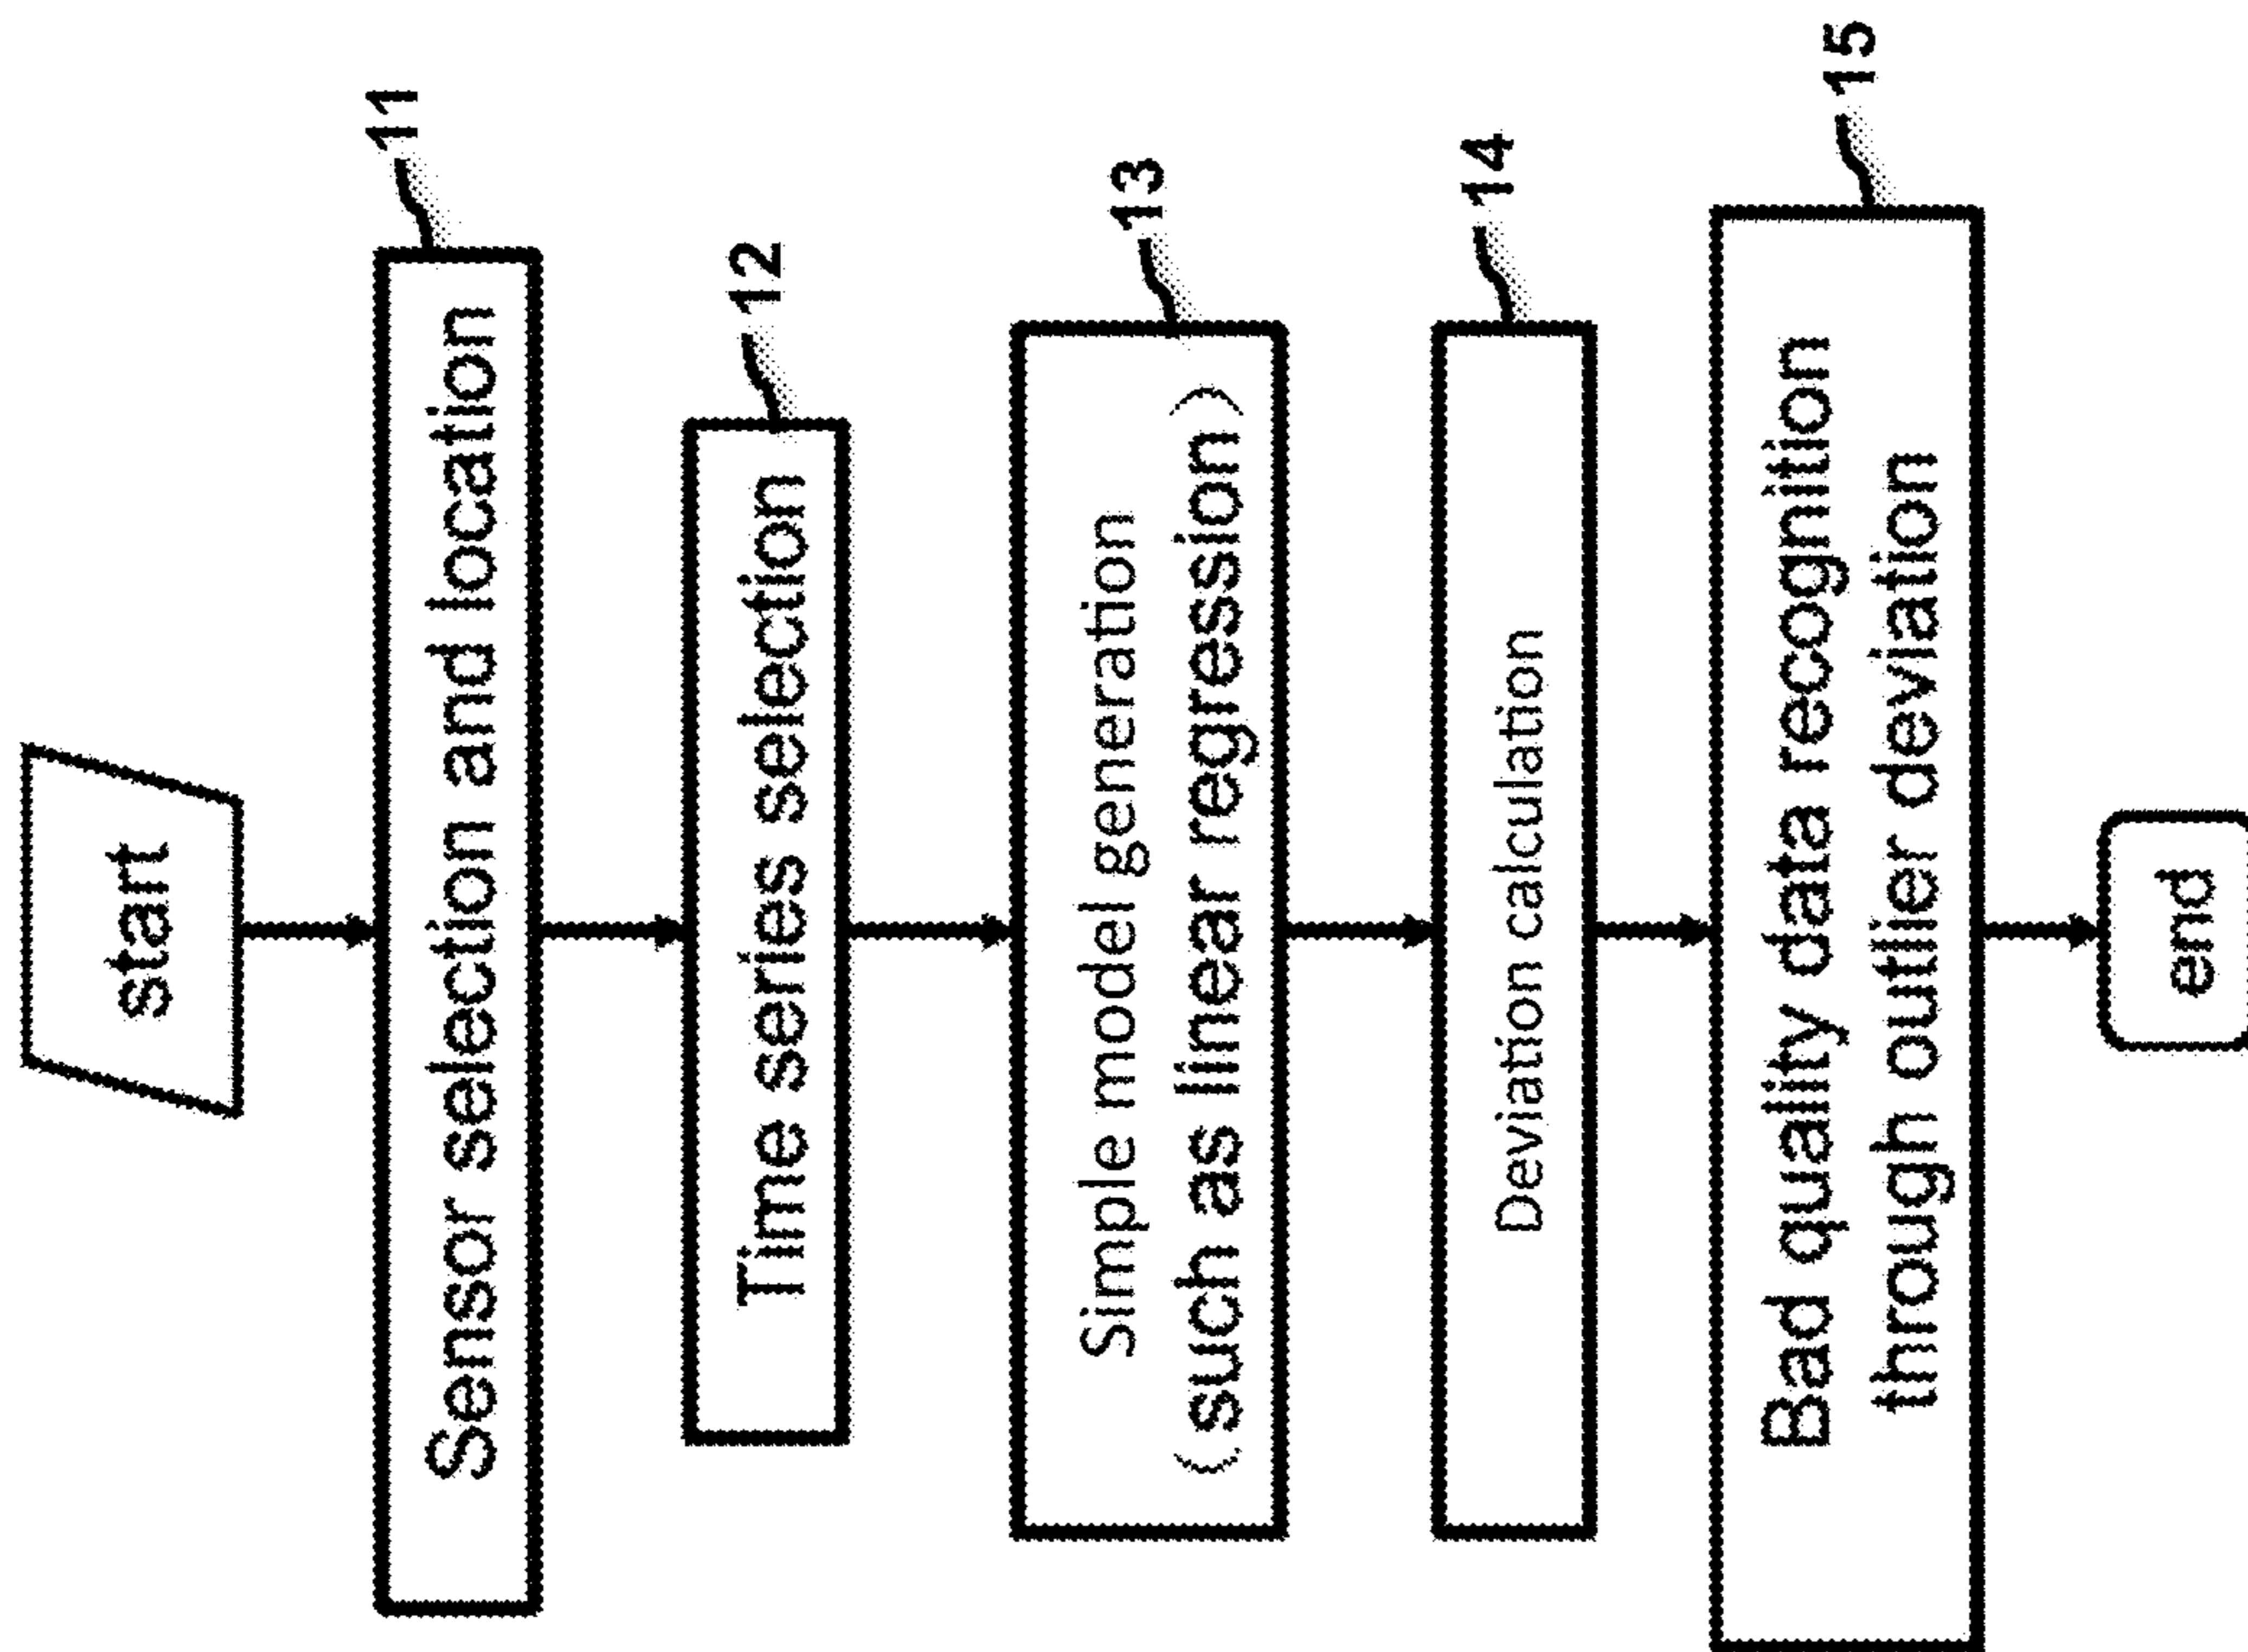 start
11
Sensor selection and location
12
Time series selection
13
Simple model generation
(such as linear regression)
14
Deviation calculation
15
Bad quality data recognition
through outlier deviation
end